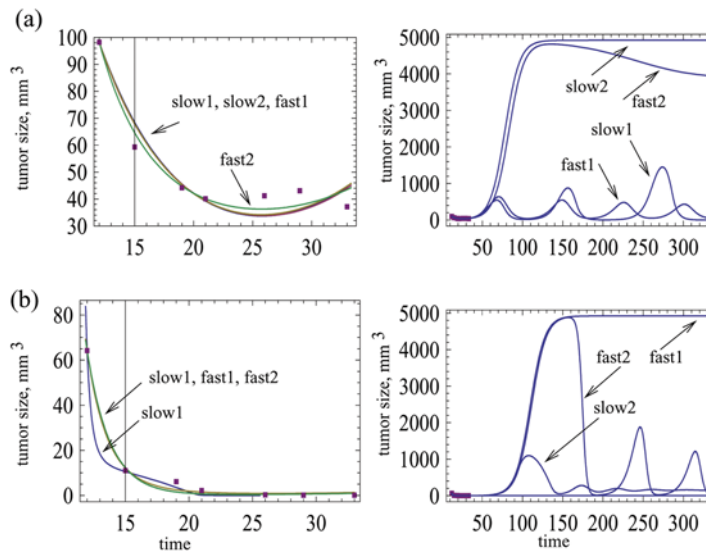 (a)
100
90
80
70
60
50
40
30
tumor size, mm 3
slow1, slow2, fast1
fast2
15
20
25
30
5000
4000
3000
2000
1000
0
tumor size, mm 3
slow2
fast2
slow1
fast1
50
100
150
200
250
300
(b)
80
60
40
20
0
tumor size, mm 3
slow1, fast1, fast2
slow1
15
20
25
30
time
5000
4000
3000
2000
1000
0
tumor size, mm 3
fast2
fast1
slow2
50
100
150
200
250
300
time